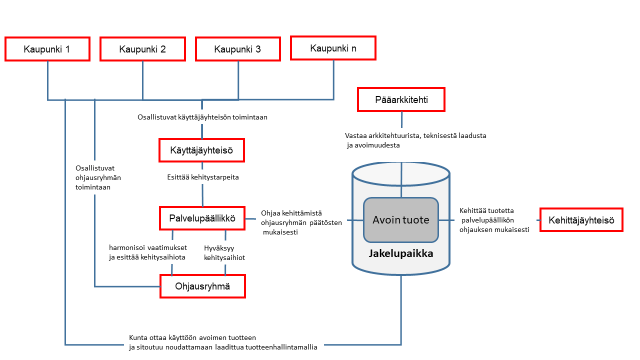 Kaupunki 1
Kaupunki 2
Kaupunki 3
Kaupunki n
Pääarkkitehti
Osallistuvat käyttäjäyhteisön toimintaan
Vastaa arkkitehtuurista, teknisestä laadusta
ja avoimuudesta
Käyttäjäyhteisö
Osallistuvat
ohjausryhmän
toimintaan
Esittää kehitystarpeita
Palvelupäällikkö
Ohjaa kehittämistä
ohjausryhmän päätösten
mukaisesti
Avoin tuote
Kehittää tuotetta
palvelupäällikön
ohjauksen mukaisesti
Kehittäjäyhteisö
harmonisoi vaatimukset
ja esittää kehitysaihiota
Hyväksyy
kehitysaihiot
Jakelupaikka
Ohjausryhmä
Kunta ottaa käyttöön avoimen tuotteen
ja sitoutuu noudattamaan laadittua tuotteenhallintamallia